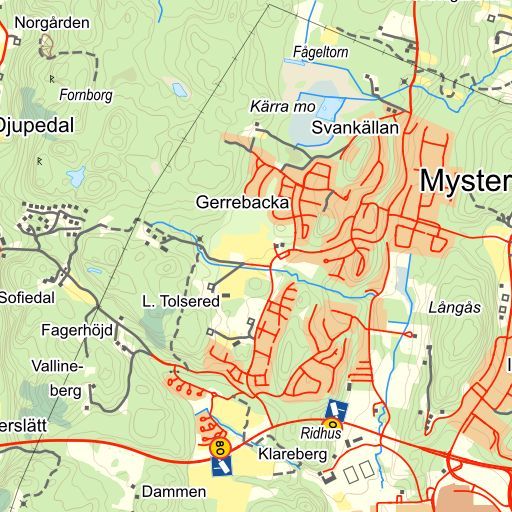 Norgården
Fågeltorn
Fornborg
Kärra mo
Djupedal
Svankällan
R
R
Myster
Gerrebacka
Sofiedal
L. Tolsered
Långås
Fagerhöjd
Valline-
berg
erslätt
Ridhus
80
Klareberg
Dammen